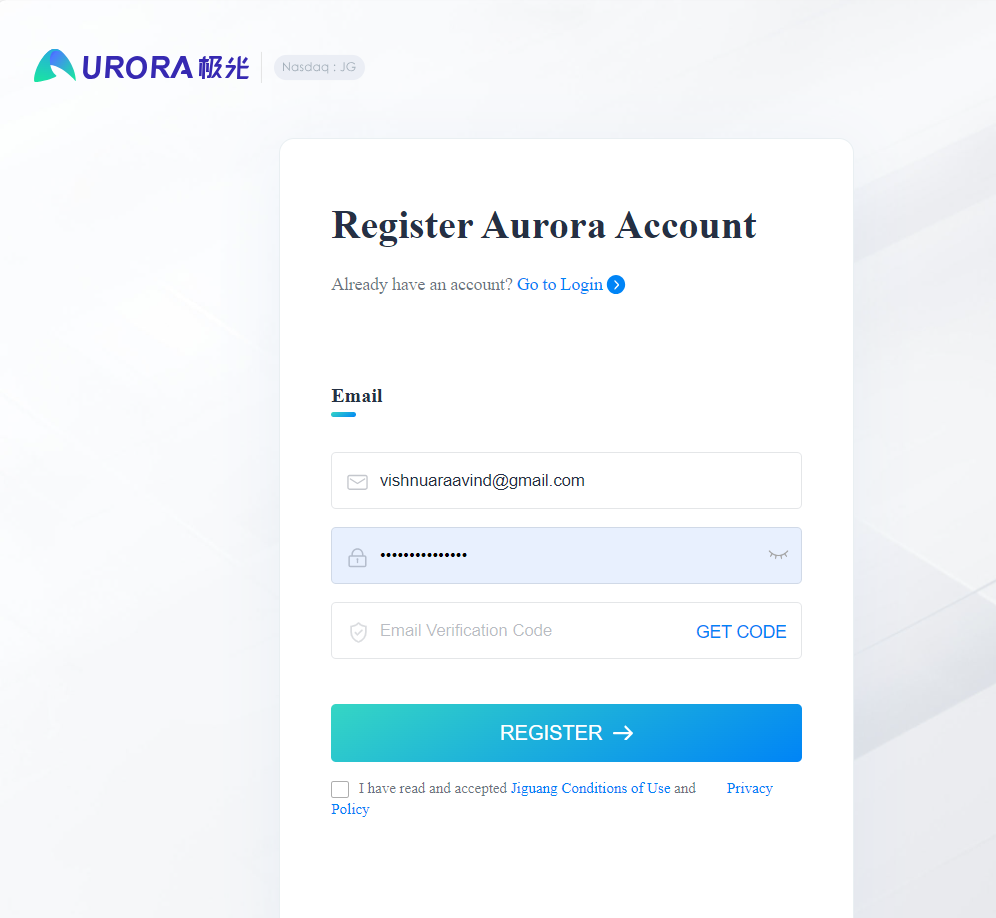 URORA 极光 Nasdaq : JG
Register Aurora Account
Already have an account? Go to Login
Email
vishnuaraavind@gmail.com
•••••••••••••••
Email Verification Code GET CODE
REGISTER →
I have read and accepted Jiguang Conditions of Use and Privacy
Policy